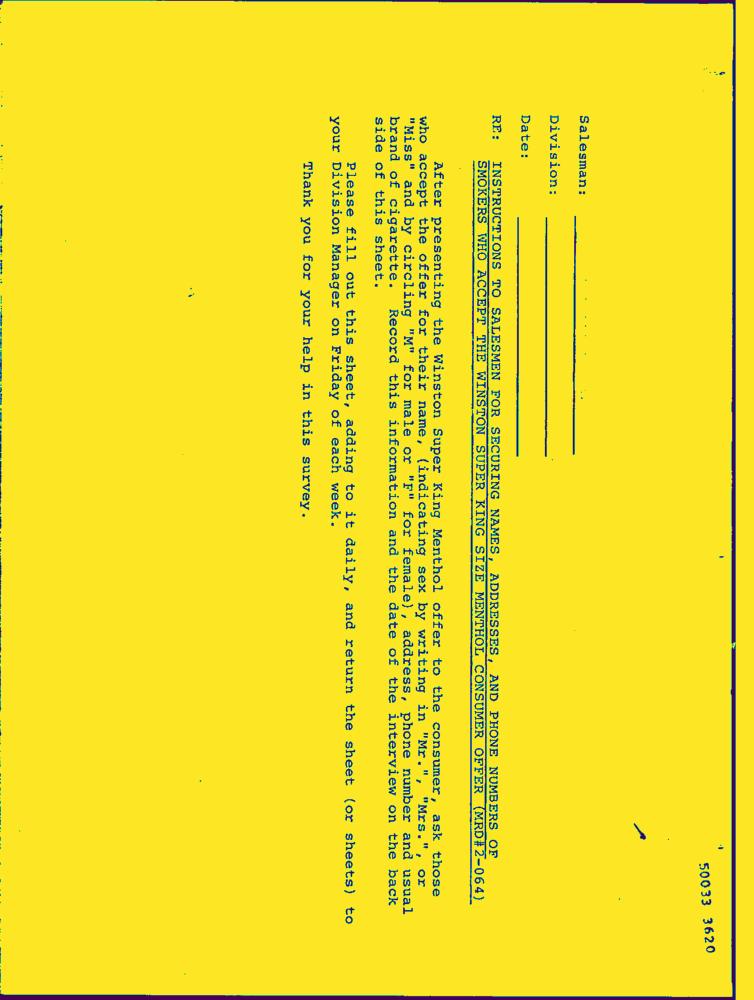 Salesman:
Division:
Date:
RE: INSTRUCTIONS TO SALESMEN FOR SECURING NAMES, ADDRESSES, AND PHONE NUMBERS OF
SMOKERS WHO ACCEPT THE WINSTON SUPER KING SIZE MENTHOL CONSUMER OFFER (MRD#2-064)
After presenting the Winston Super King Menthol offer to the consumer, ask those
who accept the offer for their name, (indicating sex by writing in "Mr.", "Mrs.", or
"Miss" and by circling "M" for male or "F" for female), address, phone number and usual
brand of cigarette. Record this information and the date of the interview on the back
side of this sheet.
Please fill out this sheet, adding to it daily, and return the sheet (or sheets) to
your Division Manager on Friday of each week.
Thank you for your help in this survey.
50033 3620